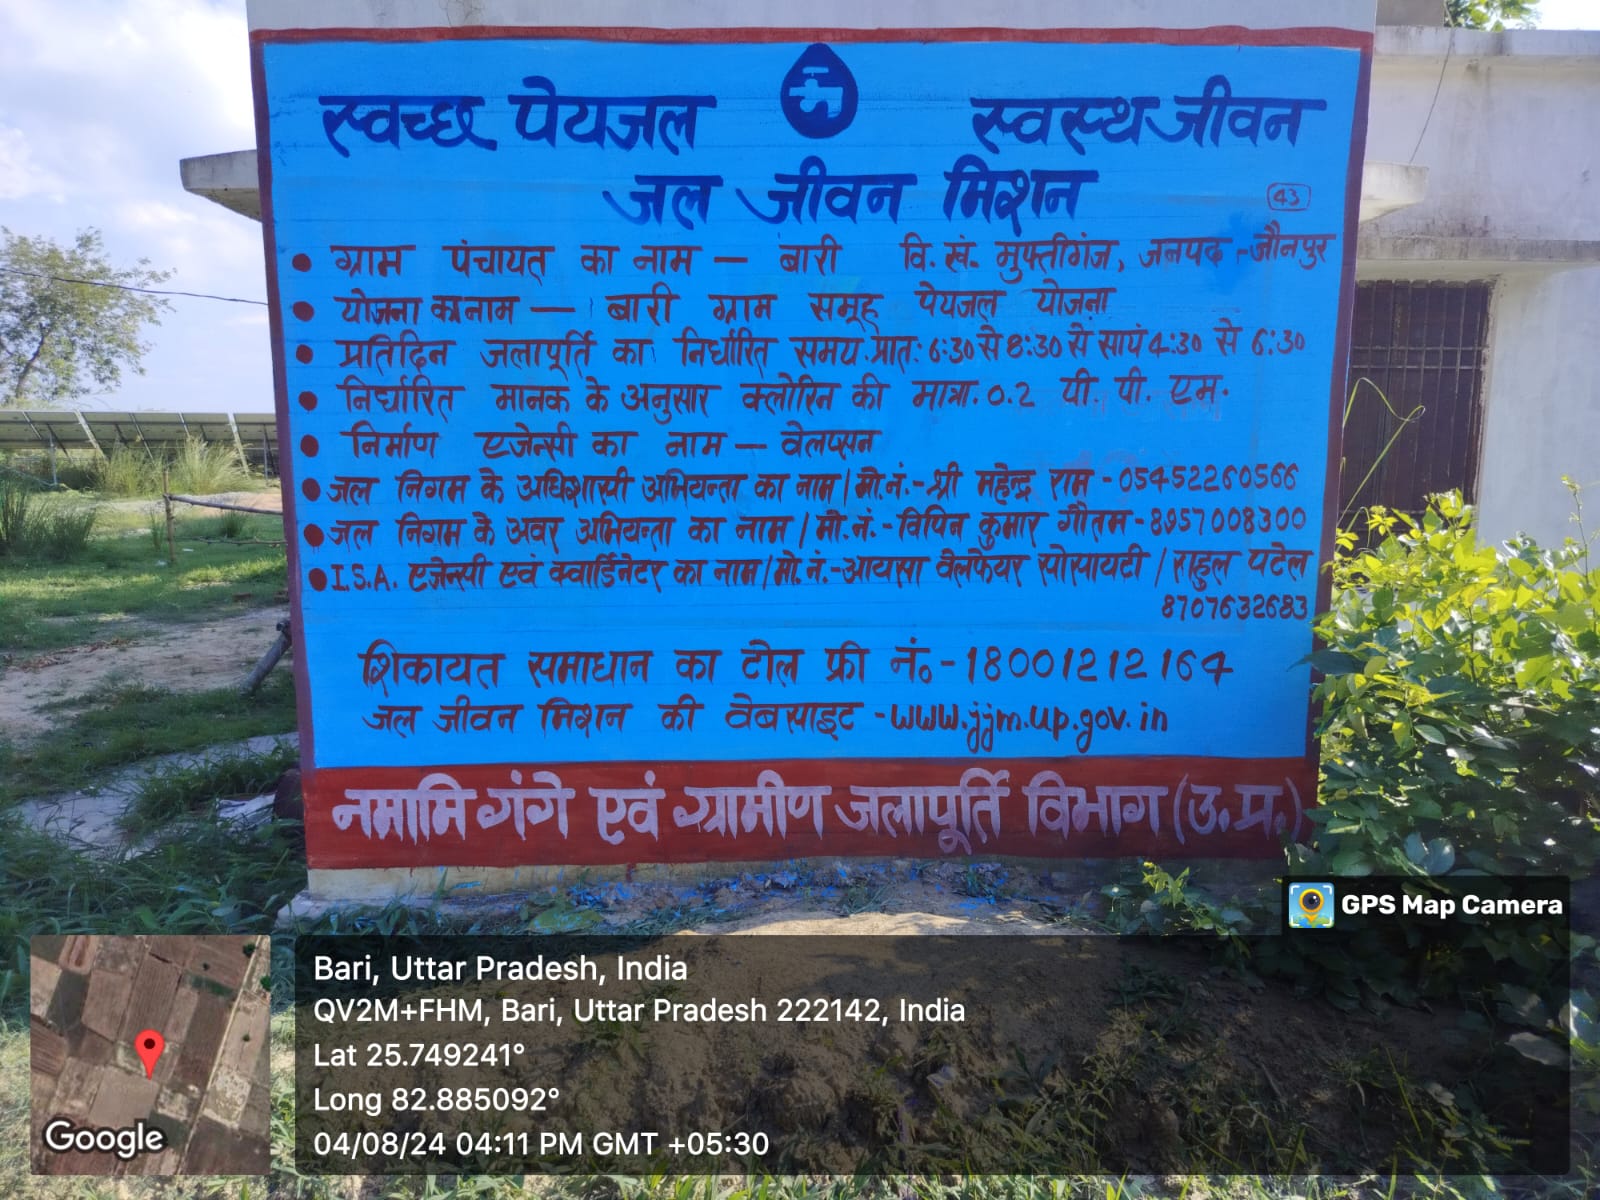 स्वच्छ पेयजल स्वस्थ जीवन
जल जीवन मिशन
43
• ग्राम पंचायत का नाम – बारी वि. खं. मुफ्तीगंज, जनपद - जौनपुर
• योजना का नाम – बारी ग्राम समूह पेयजल योजना
• प्रतिदिन जलापूर्ति का निर्धारित समय प्रात: 6:30 से 8:30 से सायं 4:30 से 6:30
• निर्धारित मानक के अनुसार क्लोरिन की मात्रा. 0.2 पी. पी. एम.
• निर्माण एजेन्सी का नाम – वेलप्सन
• जल निगम के अधिशासी अभियन्ता का नाम/मो.नं.- श्री महेन्द्र राम - 05452260566
• जल निगम के अवर अभियन्ता का नाम/मो.नं.- विपिन कुमार गौतम - 8957008300
• I.S.A. एजेन्सी एवं क्वार्डिनेटर का नाम/मो.नं.- आयसा वैलफेयर सोसायटी / राहुल पटेल
8707632683
शिकायत समाधान का टोल फ्री नं० - 18001212164
जल जीवन मिशन की वेबसाइट - www.jjm.up.gov.in
नमामि गंगे एवं ग्रामीण जलापूर्ति विभाग (उ.प्र.)
GPS Map Camera
Bari, Uttar Pradesh, India
QV2M+FHM, Bari, Uttar Pradesh 222142, India
Lat 25.749241°
Long 82.885092°
04/08/24 04:11 PM GMT +05:30
Google